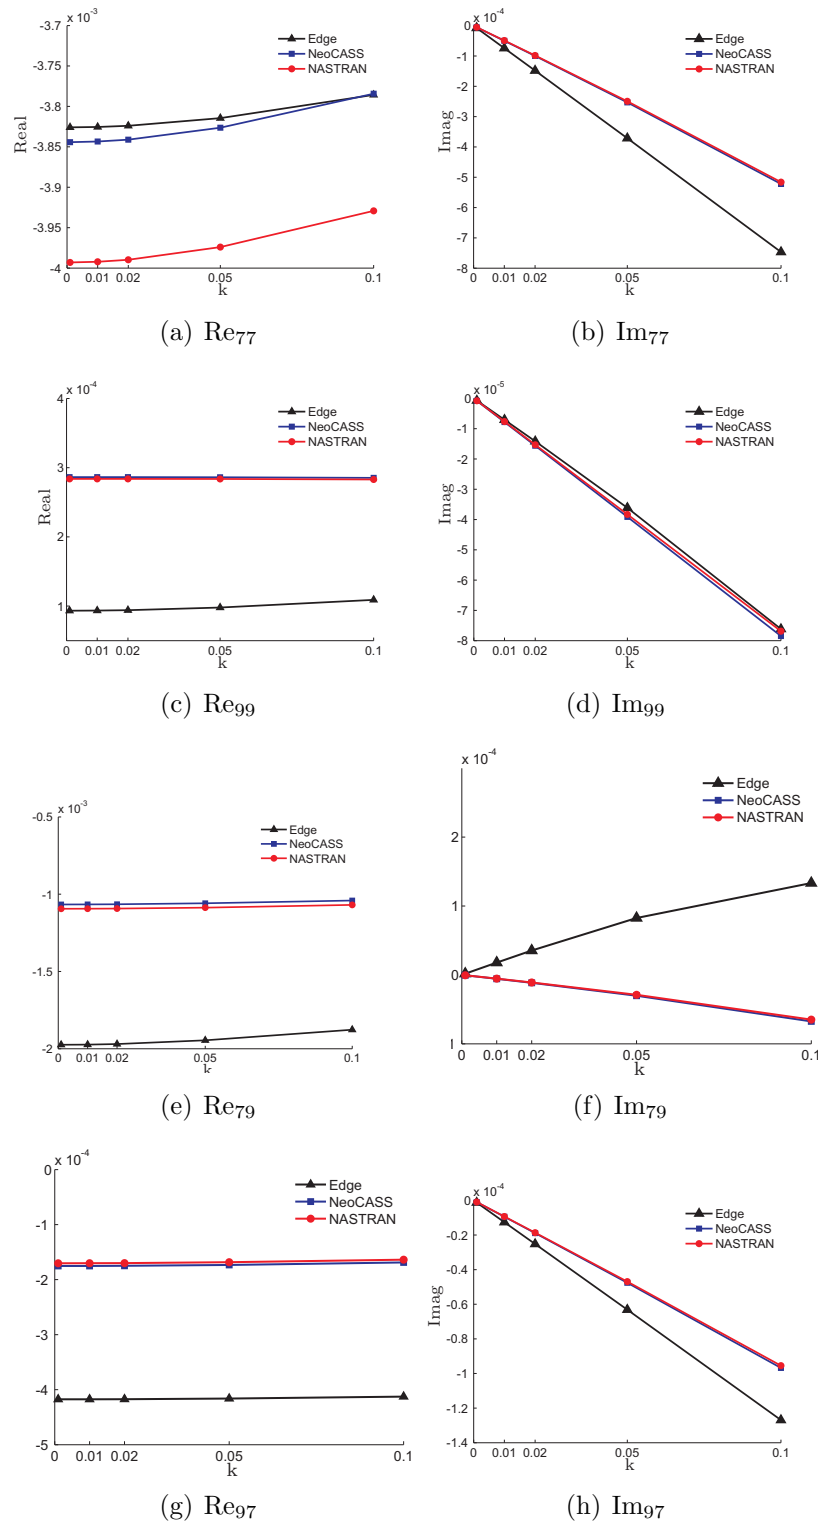 x 10⁻³
-3.7
-3.75
-3.8
-3.85
-3.9
-3.95
-4
Real
Edge
NeoCASS
NASTRAN
0 0.01 0.02 0.05 0.1
k
(a) Re₇₇
x 10⁻⁴
0
-1
-2
-3
-4
-5
-6
-7
-8
Imag
Edge
NeoCASS
NASTRAN
0 0.01 0.02 0.05 0.1
k
(b) Im₇₇
x 10⁻⁴
4
3
2
1
Real
Edge
NeoCASS
NASTRAN
0 0.01 0.02 0.05 0.1
k
(c) Re₉₉
x 10⁻⁵
0
-1
-2
-3
-4
-5
-6
-7
-8
Imag
Edge
NeoCASS
NASTRAN
0 0.01 0.02 0.05 0.1
k
(d) Im₉₉
x 10⁻³
-0.5
-1
-1.5
-2
Edge
NeoCASS
NASTRAN
0 0.01 0.02 0.05 0.1
k
(e) Re₇₉
x 10⁻⁴
2
1
0
1
Edge
NeoCASS
NASTRAN
0 0.01 0.02 0.05 0.1
k
(f) Im₇₉
x 10⁻⁴
0
-1
-2
-3
-4
-5
Edge
NeoCASS
NASTRAN
0 0.01 0.02 0.05 0.1
k
(g) Re₉₇
x 10⁻⁴
0
-0.2
-0.4
-0.6
-0.8
-1
-1.2
-1.4
Imag
Edge
NeoCASS
NASTRAN
0 0.01 0.02 0.05 0.1
k
(h) Im₉₇